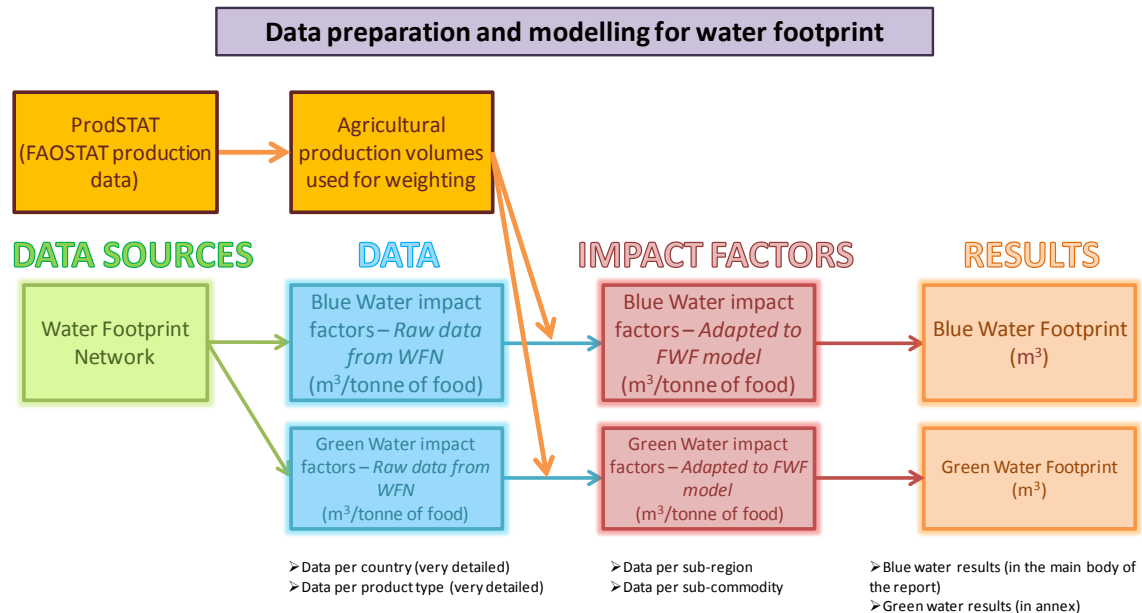 Data preparation and modelling for water footprint
ProdSTAT
(FAOSTAT production
data)
Agricultural
production volumes
used for weighting
DATA SOURCES
DATA
IMPACT FACTORS
RESULTS
Water Footprint
Network
Blue Water impact
factors – Raw data
from WFN
(m³/tonne of food)
Blue Water impact
factors – Adapted to
FWF model
(m³/tonne of food)
Blue Water Footprint
(m³)
Green Water impact
factors – Raw data from
WFN
(m³/tonne of food)
Green Water impact
factors – Adapted to FWF
model
(m³/tonne of food)
Green Water Footprint
(m³)
➢Data per country (very detailed)
➢Data per product type (very detailed)
➢Data per sub-region
➢Data per sub-commodity
➢Blue water results (in the main body of
the report)
➢Green water results (in annex)